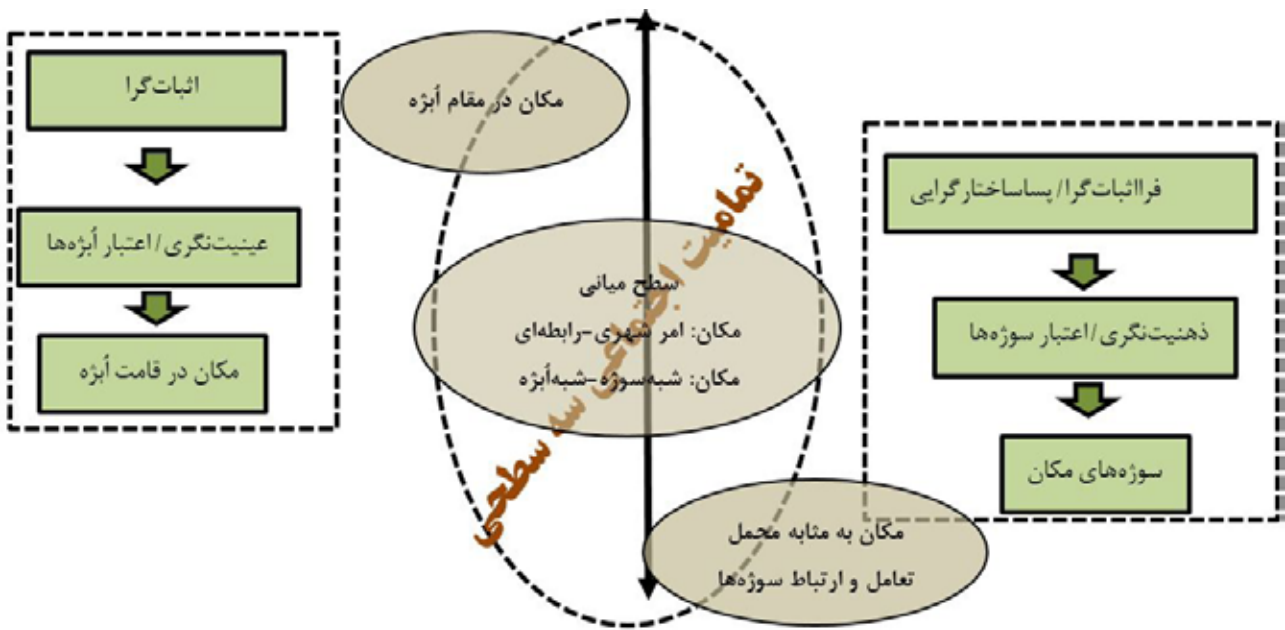 اثبات‌گرا
عینیت‌نگری/ اعتبار اُبژه‌ها
مکان در قامت اُبژه
مکان در مقام اُبژه
تمامیت اجتماعی سه سطحی
سطح میانی
مکان: امر شهری-رابطه‌ای
مکان: شبه‌سوژه-شبه‌اُبژه
مکان به مثابه محمل
تعامل و ارتباط سوژه‌ها
فرااثبات‌گرا/ پساساختارگرایی
ذهنیت‌نگری/ اعتبار سوژه‌ها
سوژه‌های مکان